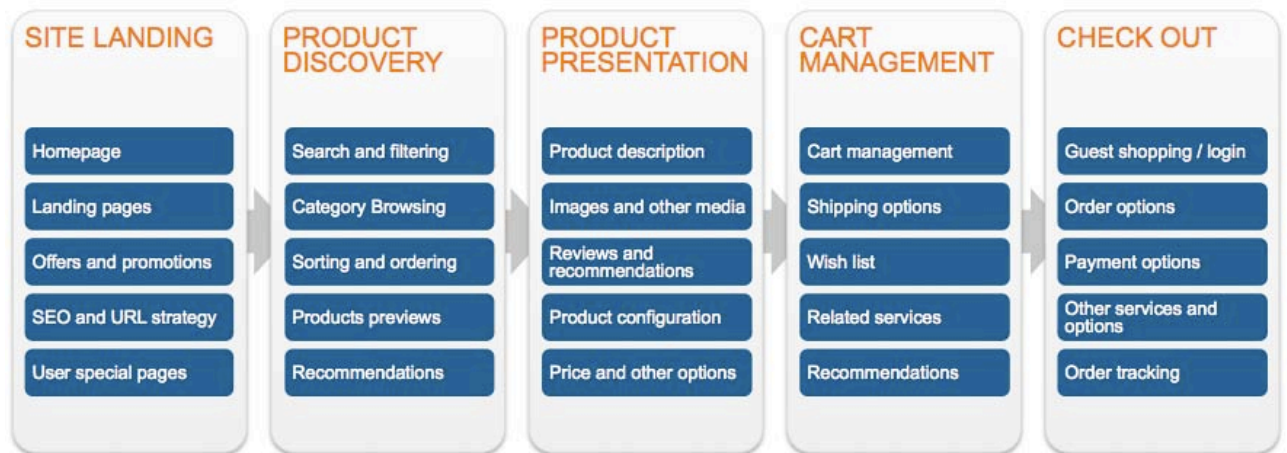 SITE LANDING
Homepage
Landing pages
Offers and promotions
SEO and URL strategy
User special pages
PRODUCT
DISCOVERY
Search and filtering
Category Browsing
Sorting and ordering
Products previews
Recommendations
PRODUCT
PRESENTATION
Product description
Images and other media
Reviews and
recommendations
Product configuration
Price and other options
CART
MANAGEMENT
Cart management
Shipping options
Wish list
Related services
Recommendations
CHECK OUT
Guest shopping / login
Order options
Payment options
Other services and
options
Order tracking